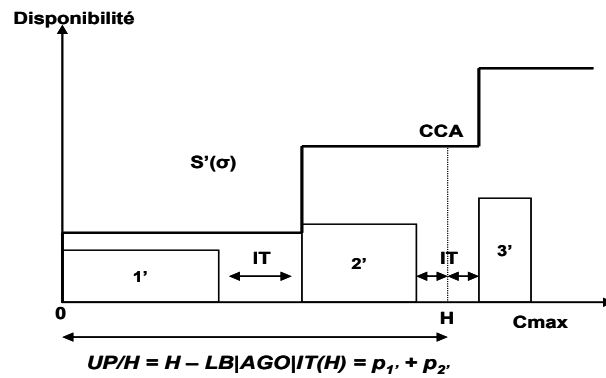 Disponibilité
CCA
S'(σ)
IT
IT
1'
2'
3'
0
H
Cmax
UP/H = H – LB|AGO|IT(H) = p1' + p2'